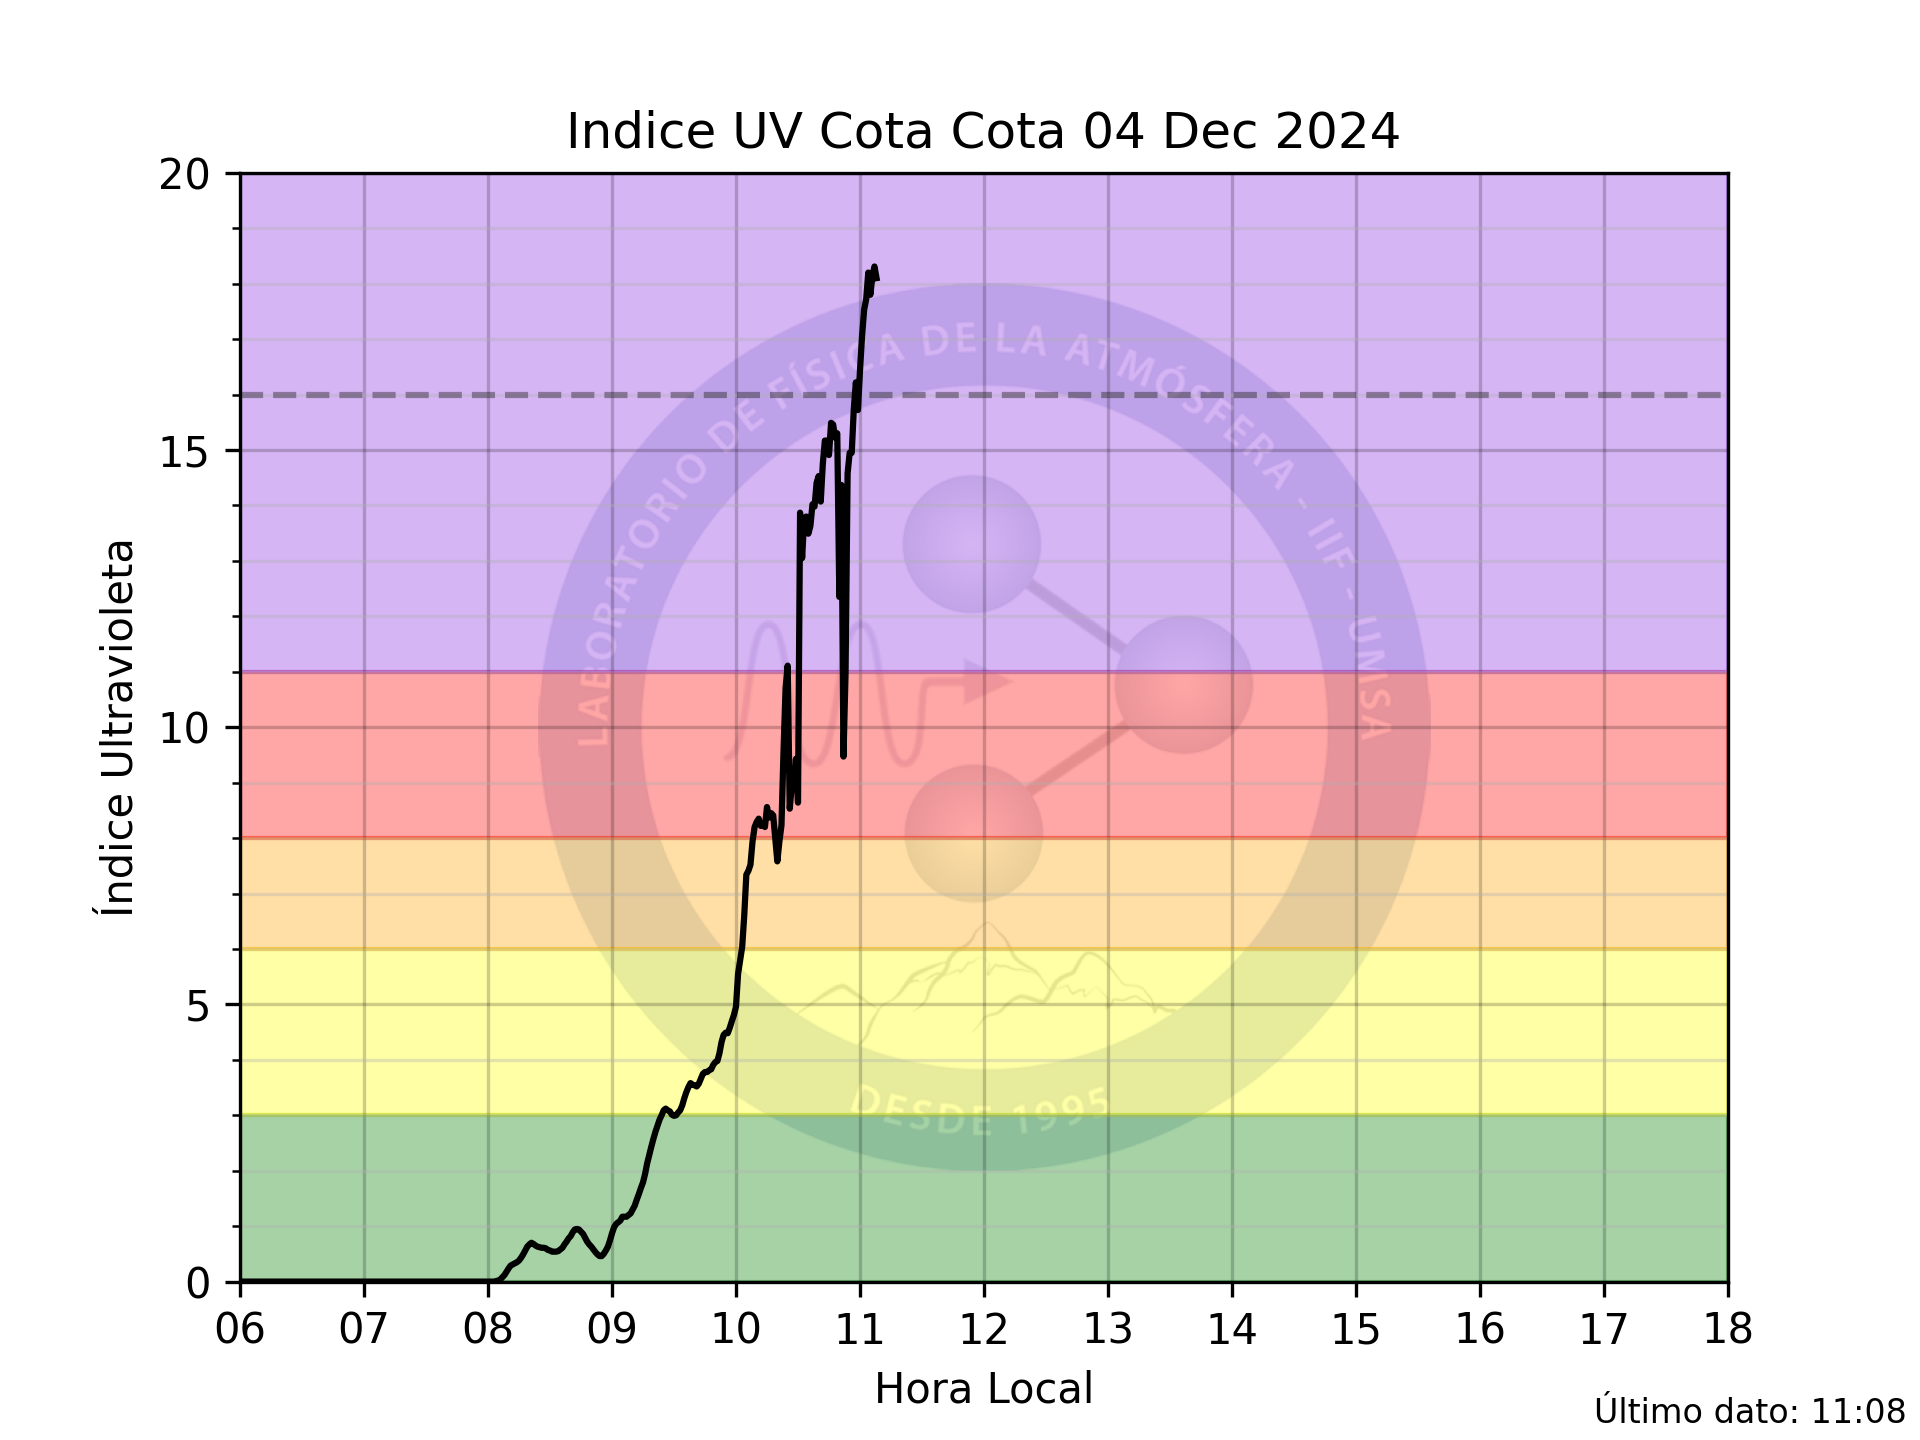 Indice UV Cota Cota 04 Dec 2024
20
15
10
5
0
Índice Ultravioleta
LABORATORIO DE FÍSICA DE LA ATMÓSFERA - IIF - UMSA
DESDE 1995
06 07 08 09 10 11 12 13 14 15 16 17 18
Hora Local
Último dato: 11:08